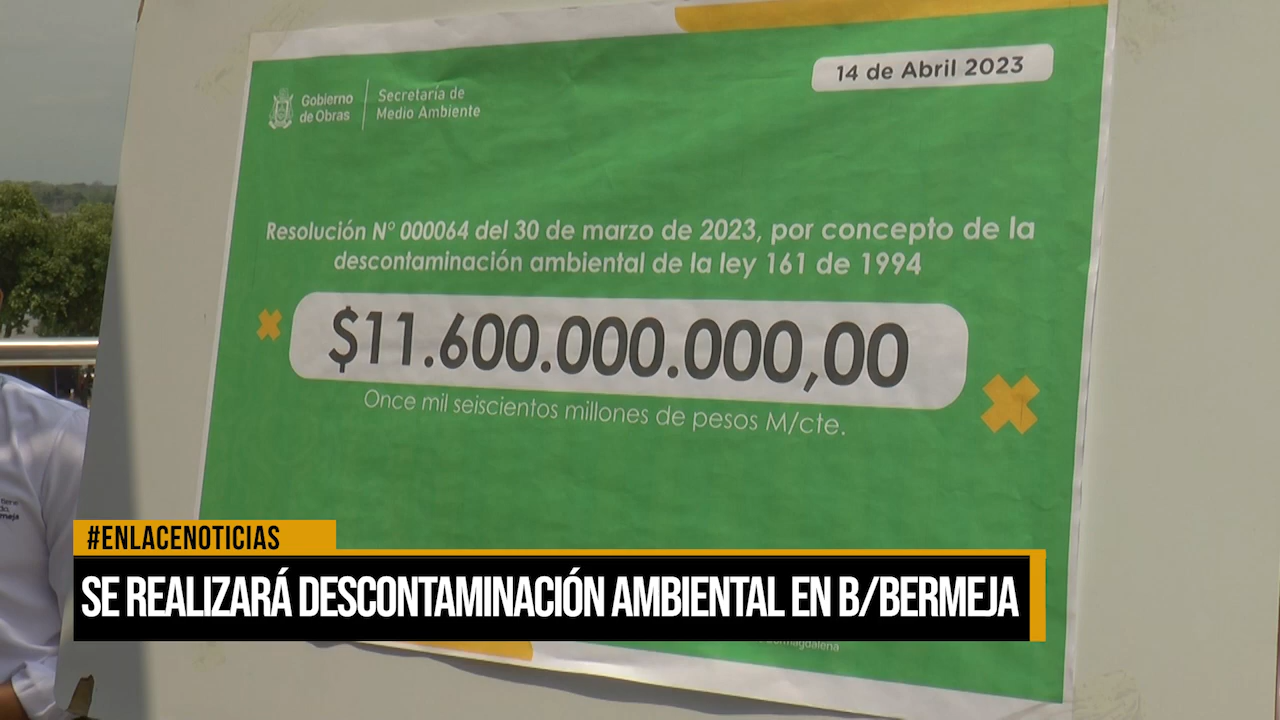 14 de Abril 2023
Gobierno
de Obras
Secretaría de
Medio Ambiente
Resolución N° 000064 del 30 de marzo de 2023, por concepto de la
descontaminación ambiental de la ley 161 de 1994
$11.600.000.000,00
Once mil seiscientos millones de pesos M/cte.
#ENLACENOTICIAS
SE REALIZARÁ DESCONTAMINACIÓN AMBIENTAL EN B/BERMEJA